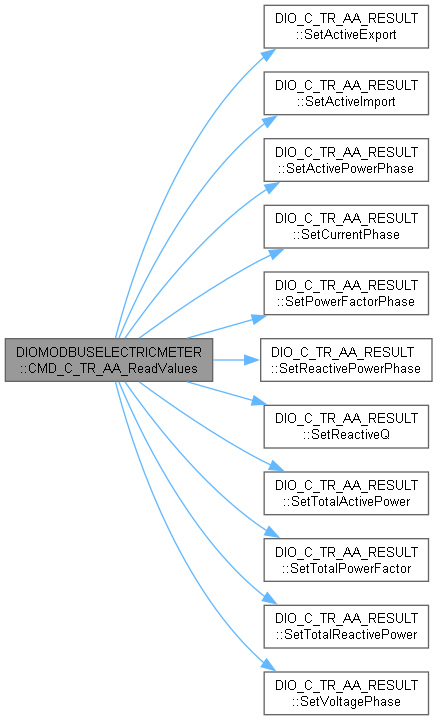 DIO_C_TR_AA_RESULT
::SetActiveExport
DIO_C_TR_AA_RESULT
::SetActiveImport
DIO_C_TR_AA_RESULT
::SetActivePowerPhase
DIO_C_TR_AA_RESULT
::SetCurrentPhase
DIO_C_TR_AA_RESULT
::SetPowerFactorPhase
DIOMODBUSELECTRICMETER
::CMD_C_TR_AA_ReadValues
DIO_C_TR_AA_RESULT
::SetReactivePowerPhase
DIO_C_TR_AA_RESULT
::SetReactiveQ
DIO_C_TR_AA_RESULT
::SetTotalActivePower
DIO_C_TR_AA_RESULT
::SetTotalPowerFactor
DIO_C_TR_AA_RESULT
::SetTotalReactivePower
DIO_C_TR_AA_RESULT
::SetVoltagePhase